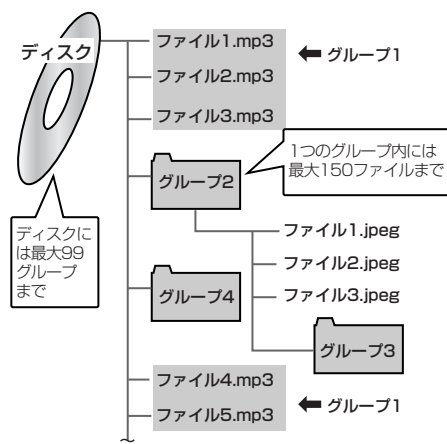 ディスク
ファイル1.mp3
ファイル2.mp3
ファイル3.mp3
グループ1
グループ2
1つのグループ内には
最大150ファイルまで
ディスクに
は最大99
グループ
まで
ファイル1.jpeg
ファイル2.jpeg
ファイル3.jpeg
グループ4
グループ3
ファイル4.mp3
ファイル5.mp3
グループ1